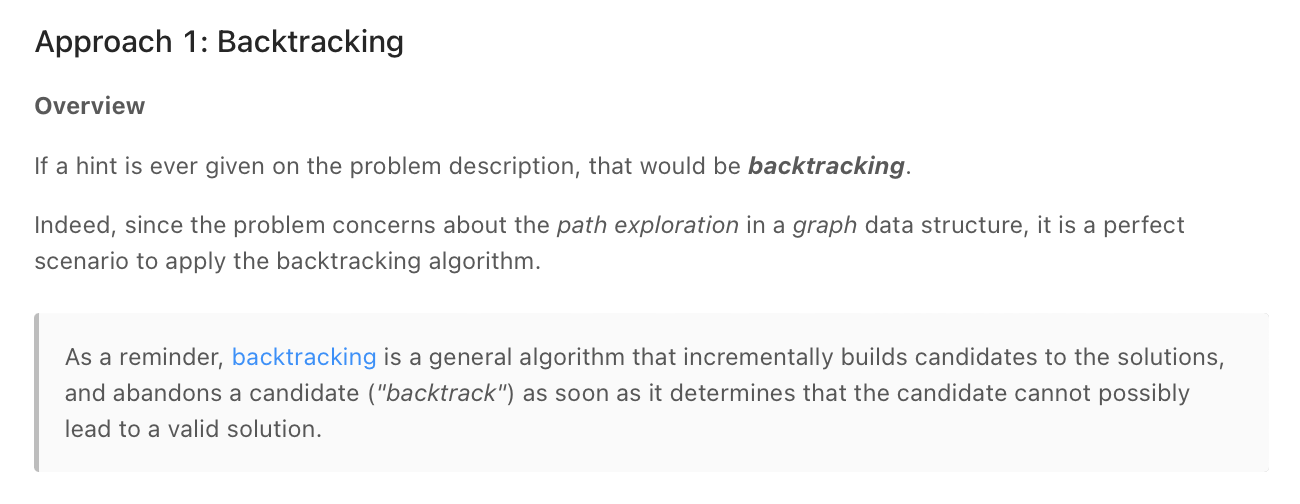 Approach 1: Backtracking
Overview
If a hint is ever given on the problem description, that would be backtracking.
Indeed, since the problem concerns about the path exploration in a graph data structure, it is a perfect
scenario to apply the backtracking algorithm.
As a reminder, backtracking is a general algorithm that incrementally builds candidates to the solutions,
and abandons a candidate ("backtrack") as soon as it determines that the candidate cannot possibly
lead to a valid solution.